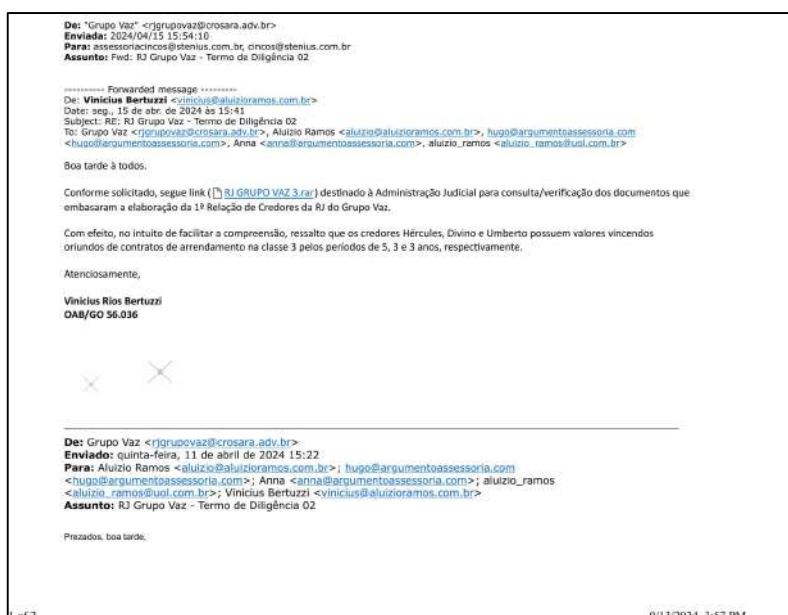 De: "Grupo Vaz" <rjgrupovaz@crosara.adv.br>
Enviada: 2024/04/15 15:54:10
Para: assessoriacincos@stenius.com.br, cincos@stenius.com.br
Assunto: Fwd: RJ Grupo Vaz - Termo de Diligência 02
---------- Forwarded message ---------
De: Vinicius Bertuzzi <vinicius@aluizioramos.com.br>
Date: seg., 15 de abr. de 2024 às 15:41
Subject: RE: RJ Grupo Vaz - Termo de Diligência 02
To: Grupo Vaz <rjgrupovaz@crosara.adv.br>, Aluizio Ramos <aluizio@aluizioramos.com.br>, hugo@argumentoassessoria.com
<hugo@argumentoassessoria.com>, Anna <anna@argumentoassessoria.com>, aluizio_ramos <aluizio_ramos@uol.com.br>
Boa tarde à todos.
Conforme solicitado, segue link ( RJ GRUPO VAZ 3.rar) destinado à Administração Judicial para consulta/verificação dos documentos que
embasaram a elaboração da 1ª Relação de Credores da RJ do Grupo Vaz.
Com efeito, no intuito de facilitar a compreensão, ressalto que os credores Hércules, Divino e Umberto possuem valores vincendos
oriundos de contratos de arrendamento na classe 3 pelos períodos de 5, 3 e 3 anos, respectivamente.
Atenciosamente,
Vinicius Rios Bertuzzi
OAB/GO 56.036
De: Grupo Vaz <rjgrupovaz@crosara.adv.br>
Enviado: quinta-feira, 11 de abril de 2024 15:22
Para: Aluizio Ramos <aluizio@aluizioramos.com.br>; hugo@argumentoassessoria.com
<hugo@argumentoassessoria.com>; Anna <anna@argumentoassessoria.com>; aluizio_ramos
<aluizio_ramos@uol.com.br>; Vinicius Bertuzzi <vinicius@aluizioramos.com.br>
Assunto: RJ Grupo Vaz - Termo de Diligência 02
Prezados, boa tarde,